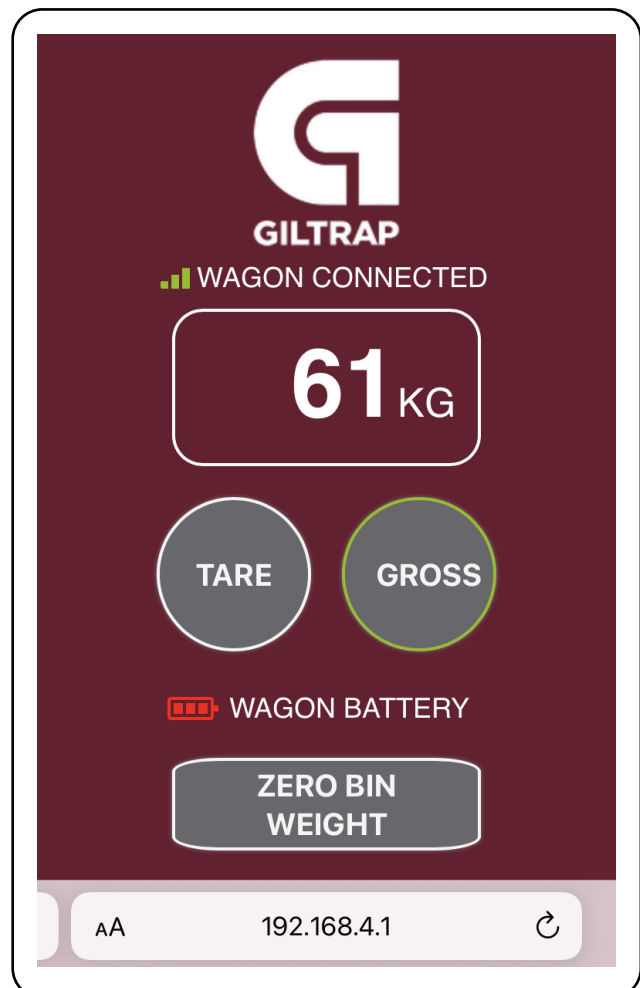 GILTRAP
WAGON CONNECTED
61 KG
TARE
GROSS
WAGON BATTERY
ZERO BIN
WEIGHT
AA
192.168.4.1